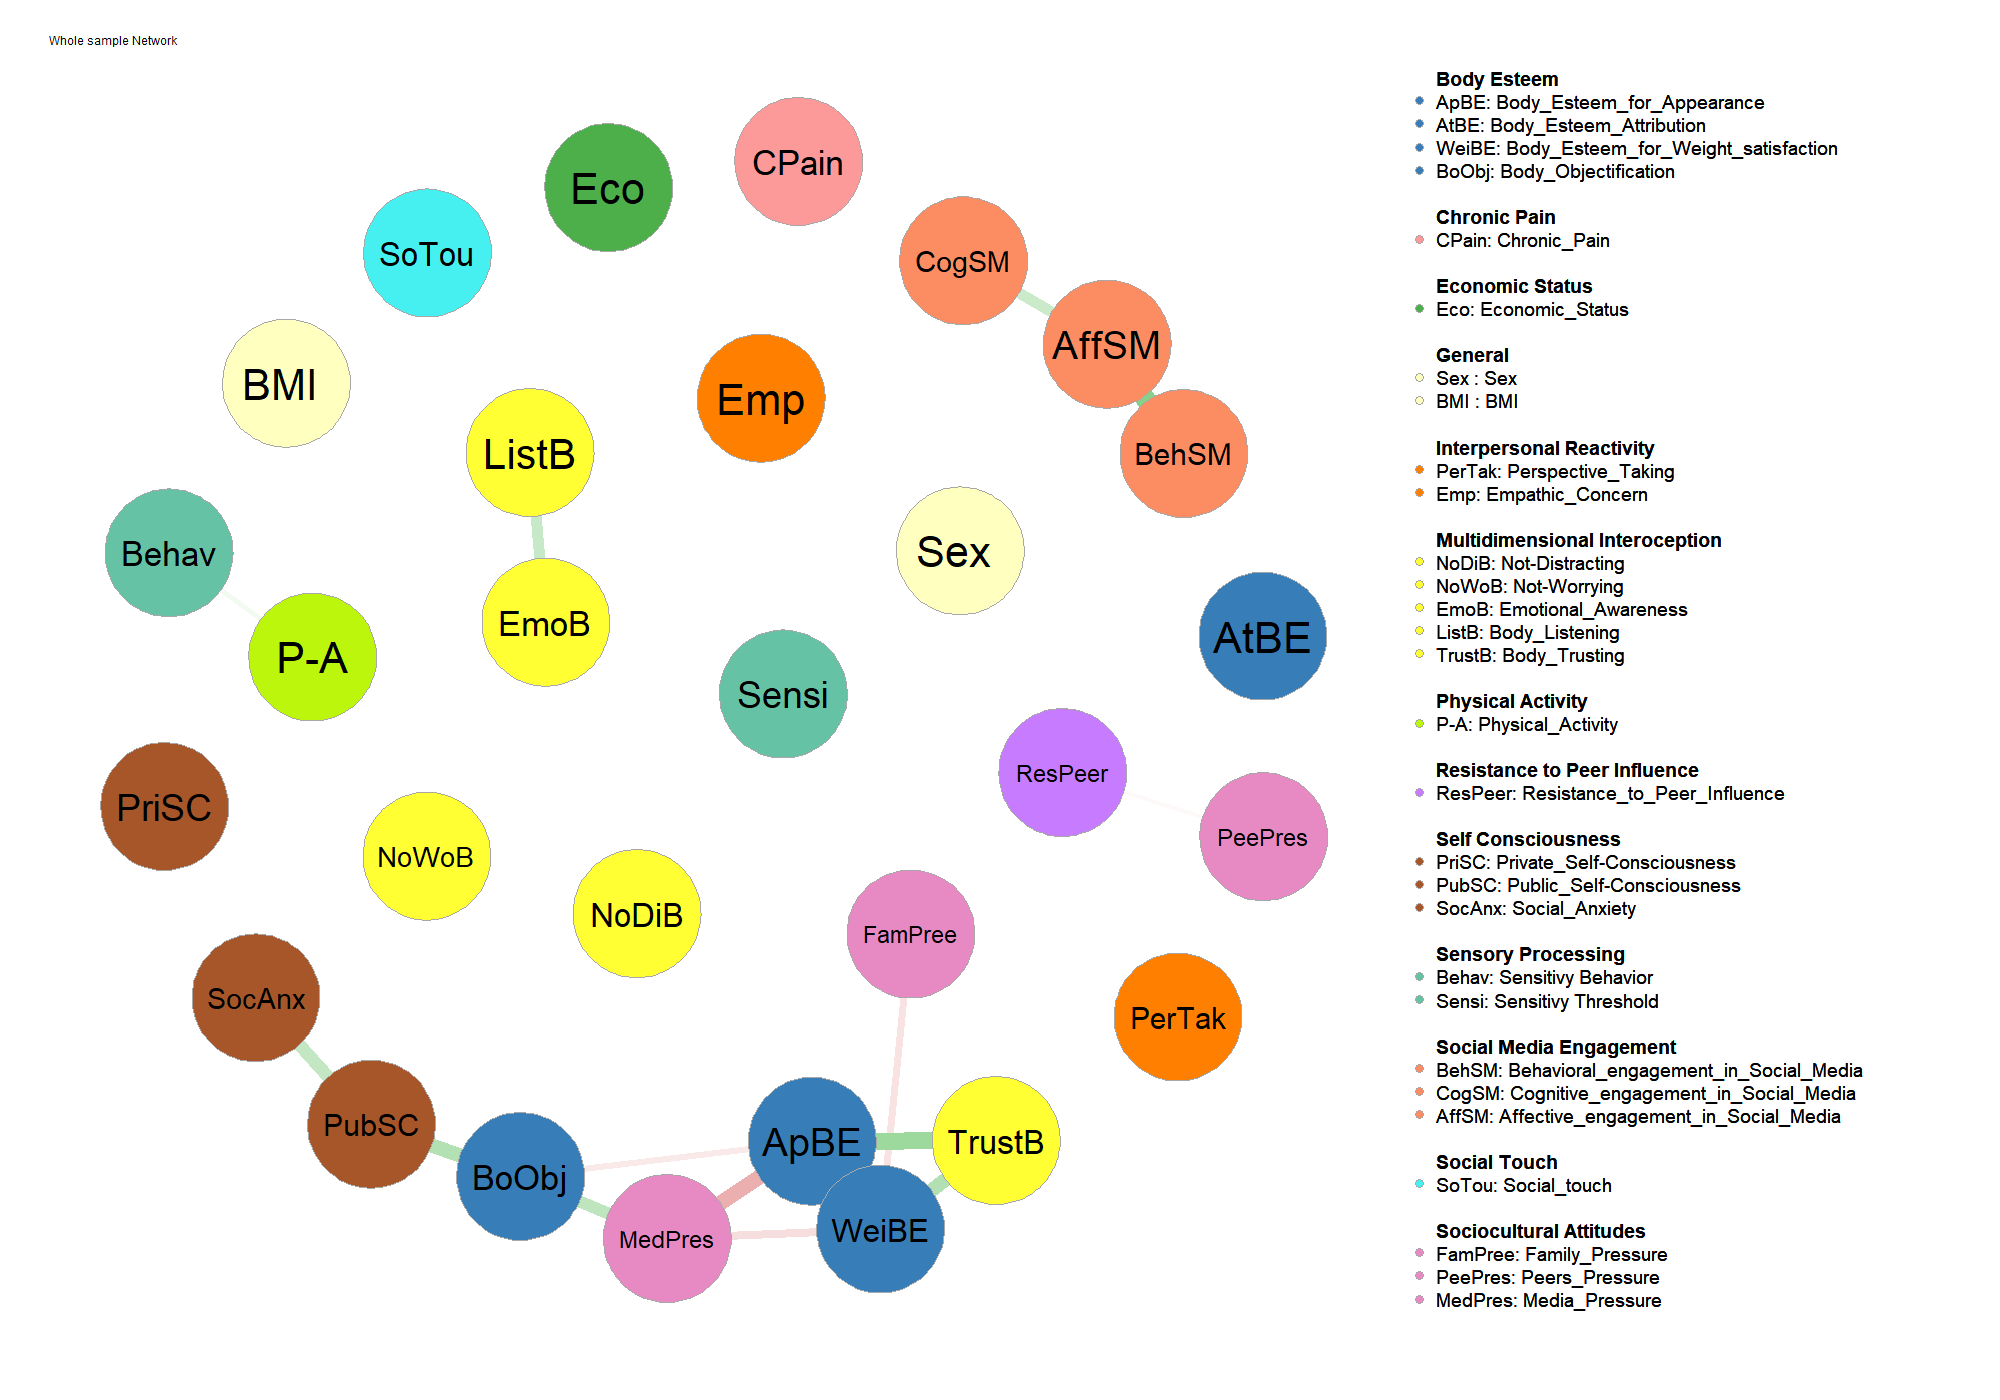 Whole sample Network
CPain
Eco
SoTou
CogSM
AffSM
BMI
Emp
ListB
BehSM
Behav
Sex
EmoB
AtBE
P-A
Sensi
ResPeer
PriSC
PeePres
NoWoB
NoDiB
FamPree
SocAnx
PerTak
PubSC
ApBE
TrustB
BoObj
WeiBE
MedPres
Body Esteem
ApBE: Body_Esteem_for_Appearance
AtBE: Body_Esteem_Attribution
WeiBE: Body_Esteem_for_Weight_satisfaction
BoObj: Body_Objectification
Chronic Pain
CPain: Chronic_Pain
Economic Status
Eco: Economic_Status
General
Sex : Sex
BMI : BMI
Interpersonal Reactivity
PerTak: Perspective_Taking
Emp: Empathic_Concern
Multidimensional Interoception
NoDiB: Not-Distracting
NoWoB: Not-Worrying
EmoB: Emotional_Awareness
ListB: Body_Listening
TrustB: Body_Trusting
Physical Activity
P-A: Physical_Activity
Resistance to Peer Influence
ResPeer: Resistance_to_Peer_Influence
Self Consciousness
PriSC: Private_Self-Consciousness
PubSC: Public_Self-Consciousness
SocAnx: Social_Anxiety
Sensory Processing
Behav: Sensitivy Behavior
Sensi: Sensitivy Threshold
Social Media Engagement
BehSM: Behavioral_engagement_in_Social_Media
CogSM: Cognitive_engagement_in_Social_Media
AffSM: Affective_engagement_in_Social_Media
Social Touch
SoTou: Social_touch
Sociocultural Attitudes
FamPree: Family_Pressure
PeePres: Peers_Pressure
MedPres: Media_Pressure